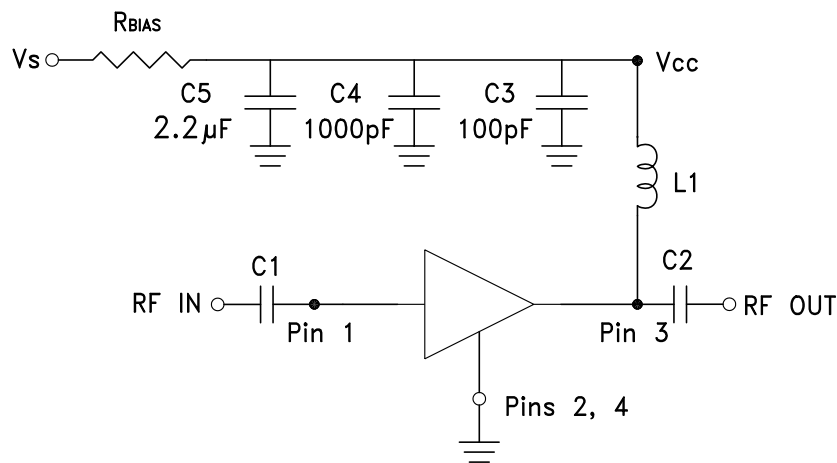 RBIAS
Vs
Vcc
C5
2.2µF
C4
1000pF
C3
100pF
L1
C1
C2
RF IN
RF OUT
Pin 1
Pin 3
Pins 2, 4